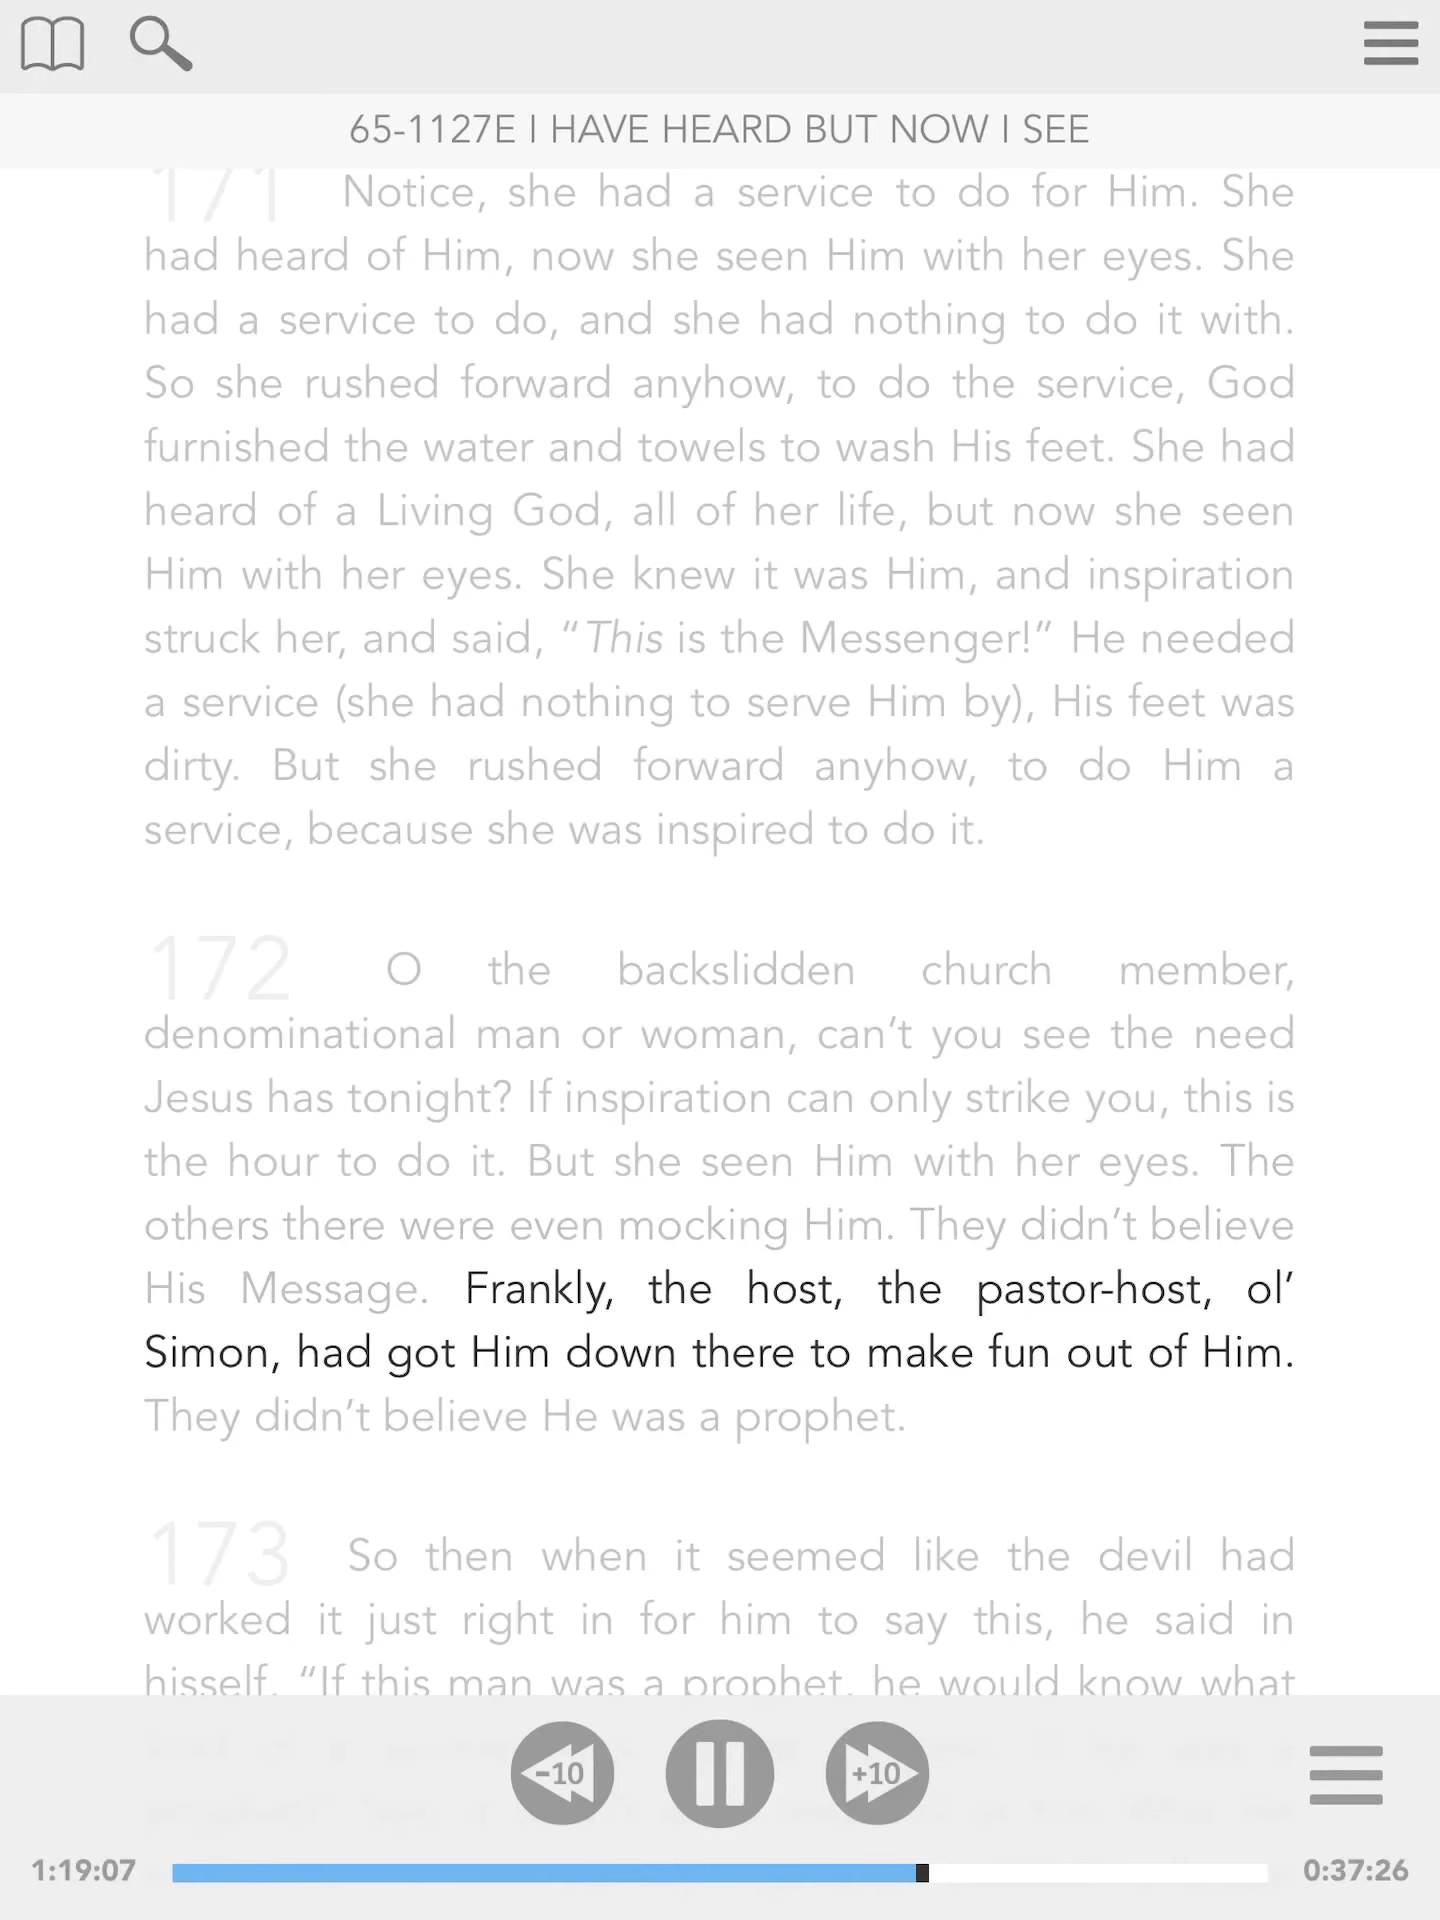 65-1127E I HAVE HEARD BUT NOW I SEE
171 Notice, she had a service to do for Him. She
had heard of Him, now she seen Him with her eyes. She
had a service to do, and she had nothing to do it with.
So she rushed forward anyhow, to do the service, God
furnished the water and towels to wash His feet. She had
heard of a Living God, all of her life, but now she seen
Him with her eyes. She knew it was Him, and inspiration
struck her, and said, “This is the Messenger!” He needed
a service (she had nothing to serve Him by), His feet was
dirty. But she rushed forward anyhow, to do Him a
service, because she was inspired to do it.
172 O the backslidden church member,
denominational man or woman, can’t you see the need
Jesus has tonight? If inspiration can only strike you, this is
the hour to do it. But she seen Him with her eyes. The
others there were even mocking Him. They didn’t believe
His Message. Frankly, the host, the pastor-host, ol’
Simon, had got Him down there to make fun out of Him.
They didn’t believe He was a prophet.
173 So then when it seemed like the devil had
worked it just right in for him to say this, he said in
hisself, “If this man was a prophet, he would know what
-10 +10
1:19:07 0:37:26